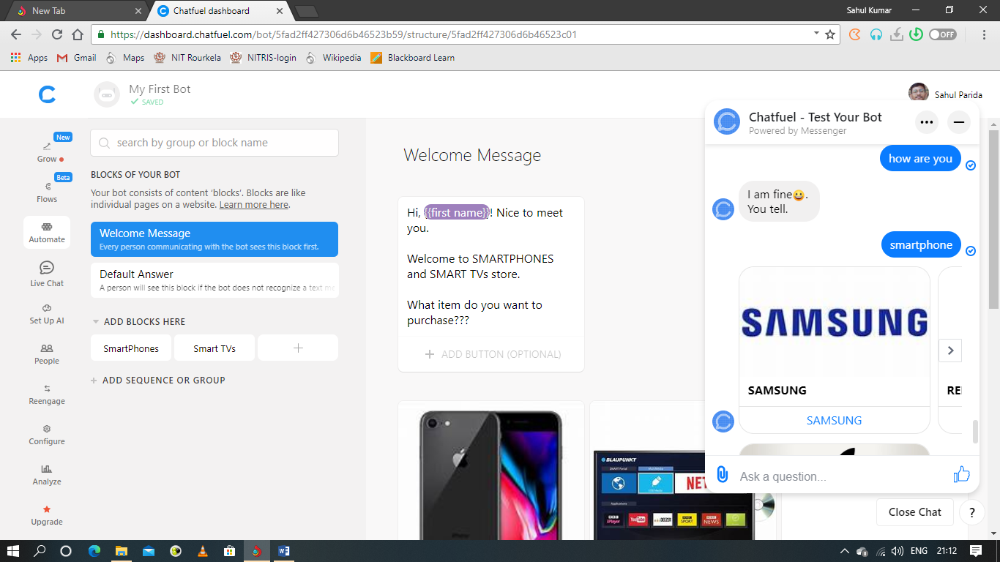 New Tab
Chatfuel dashboard
Sahul Kumar
https://dashboard.chatfuel.com/bot/5fad2ff427306d6b46523b59/structure/5fad2ff427306d6b46523c01
OFF
Apps
Gmail
Maps
NIT Rourkela
NITRIS-login
Wikipedia
Blackboard Learn
My First Bot
SAVED
Sahul Parida
New
Grow
Beta
Flows
Automate
Live Chat
Set Up AI
People
Reengage
Configure
Analyze
Upgrade
search by group or block name
BLOCKS OF YOUR BOT
Your bot consists of content ‘blocks’. Blocks are like
individual pages on a website. Learn more here.
Welcome Message
Every person communicating with the bot sees this block first.
Default Answer
A person will see this block if the bot does not recognize a text me
ADD BLOCKS HERE
SmartPhones
Smart TVs
ADD SEQUENCE OR GROUP
Welcome Message
Hi, {{first name}}! Nice to meet
you.
Welcome to SMARTPHONES
and SMART TVs store.
What item do you want to
purchase???
ADD BUTTON (OPTIONAL)
iPhone
BLAUPUNKT
SMART Portal
MultiMedia
USB Media
NET
Applications
BBC
iPlayer
YouTube
DEEZER
BBC
SPORT
BBC
NEWS
Chatfuel - Test Your Bot
Powered by Messenger
how are you
I am fine😀.
You tell.
smartphone
SAMSUNG
SAMSUNG
SAMSUNG
RE
Ask a question...
Close Chat
?
ENG
21:12